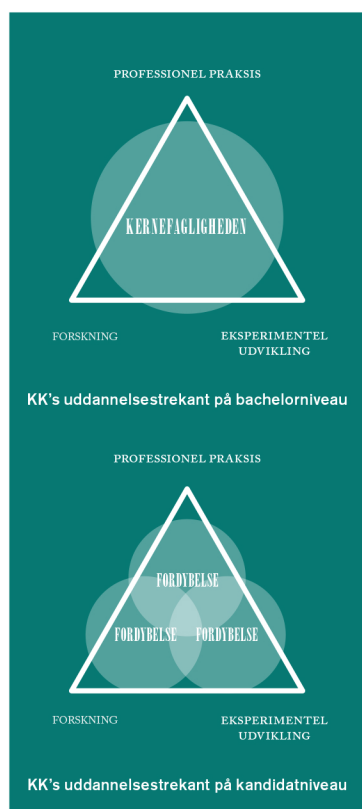 PROFESSIONEL PRAKSIS
KERNEFAGLIGHEDEN
FORSKNING
EKSPERIMENTEL
UDVIKLING
KK's uddannelsestrekant på bachelorniveau
PROFESSIONEL PRAKSIS
FORDYBELSE
FORDYBELSE FORDYBELSE
FORSKNING
EKSPERIMENTEL
UDVIKLING
KK's uddannelsestrekant på kandidatniveau